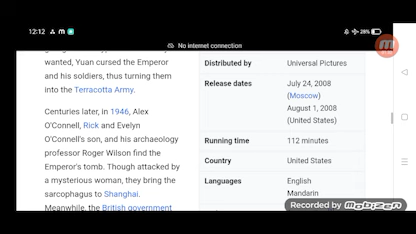 12:12
28%
No internet connection
wanted, Yuan cursed the Emperor
and his soldiers, thus turning them
into the Terracotta Army.
Centuries later, in 1946, Alex
O'Connell, Rick and Evelyn
O'Connell's son, and his archaeology
professor Roger Wilson find the
Emperor's tomb. Though attacked by
a mysterious woman, they bring the
sarcophagus to Shanghai.
Meanwhile, the British government
Distributed by Universal Pictures
Release dates July 24, 2008
(Moscow)
August 1, 2008
(United States)
Running time 112 minutes
Country United States
Languages English
Mandarin
Recorded by mobizen